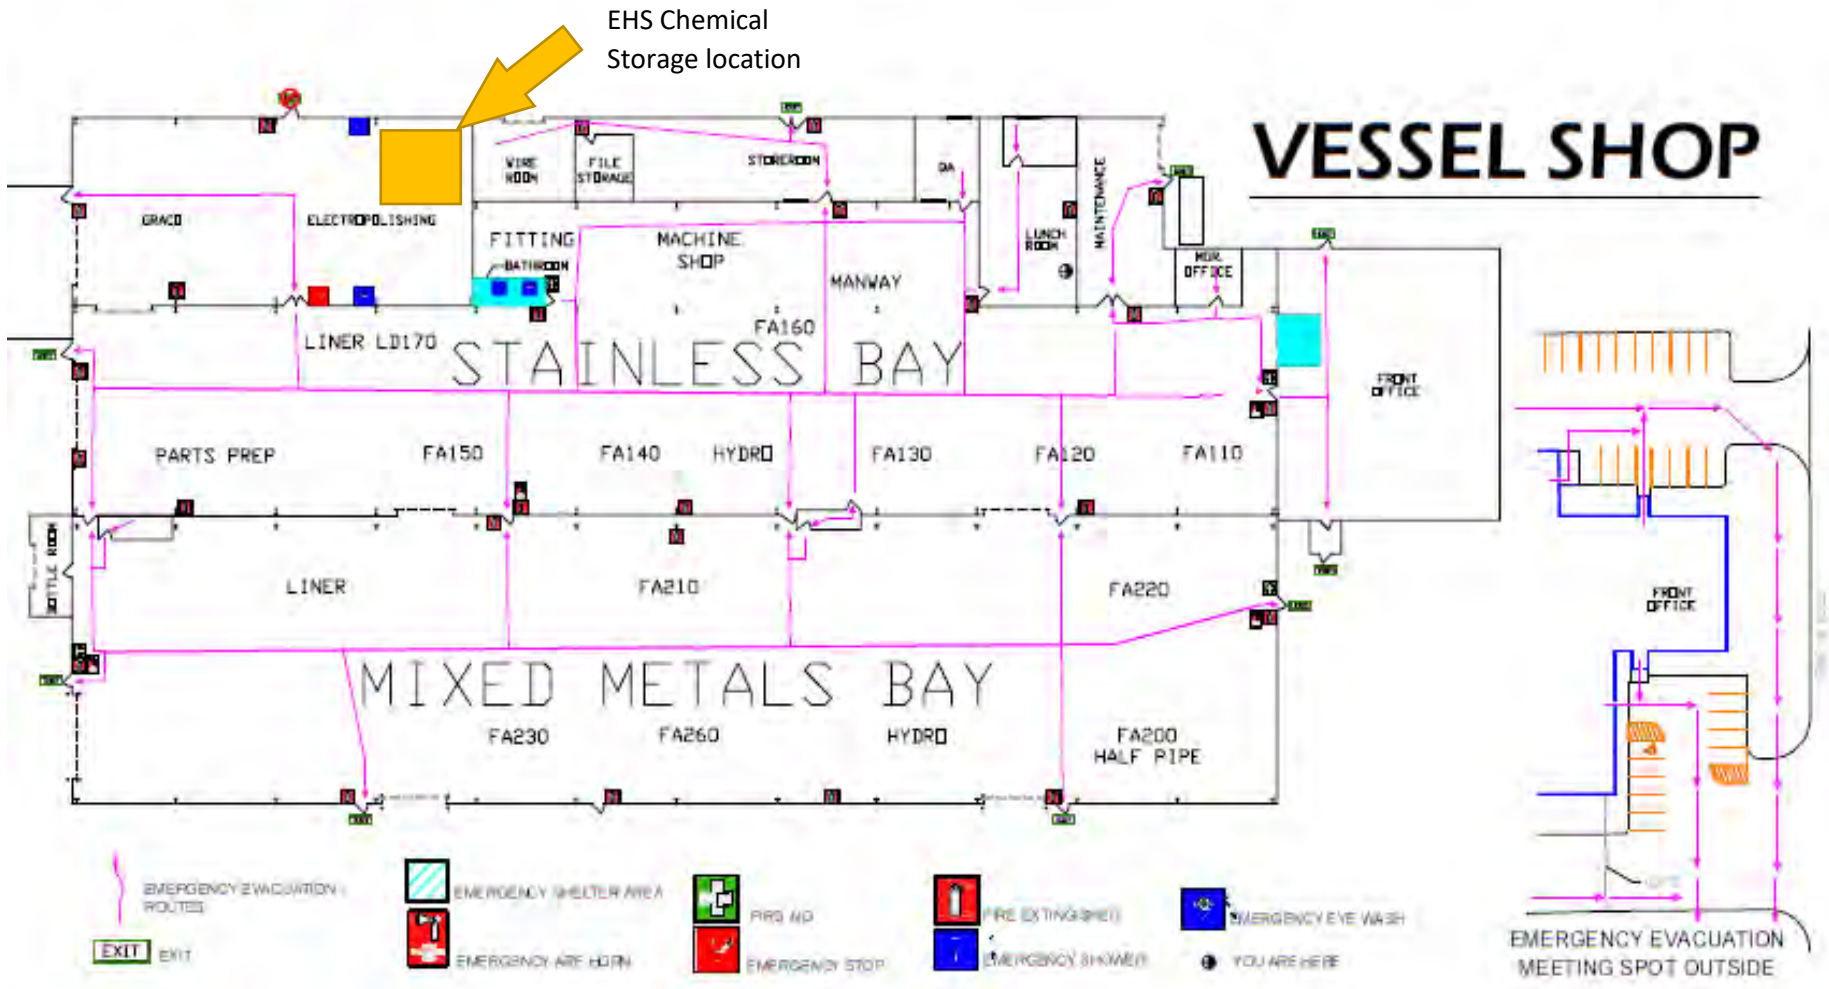 EHS Chemical
Storage location
VESSEL SHOP
WIRE
ROOM
FILE
STORAGE
STOREROOM
QA
LUNCH
ROOM
MAINTENANCE
MGR.
OFFICE
GRACO
ELECTROPOLISHING
FITTING
BATHROOM
MACHINE
SHOP
MANWAY
FA160
LINER LD170
STAINLESS BAY
FRONT
OFFICE
PARTS PREP
FA150
FA140
HYDRO
FA130
FA120
FA110
BOTTLE ROOM
LINER
FA210
FA220
FRONT
OFFICE
MIXED METALS BAY
FA230
FA260
HYDRO
FA200
HALF PIPE
EMERGENCY EVACUATION
ROUTES
EXIT
EXIT
EMERGENCY SHELTER AREA
EMERGENCY AIR HORN
FIRST AID
EMERGENCY STOP
FIRE EXTINGUISHER
EMERGENCY SHOWER
EMERGENCY EYE WASH
YOU ARE HERE
EMERGENCY EVACUATION
MEETING SPOT OUTSIDE